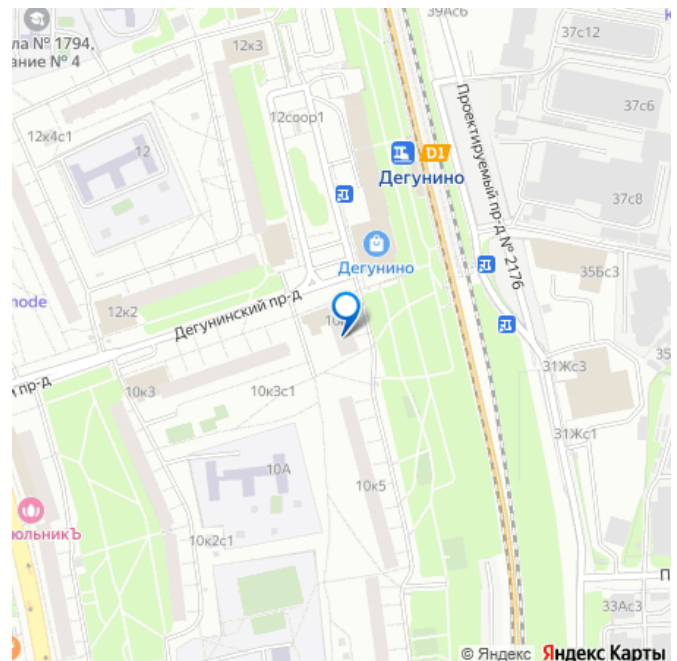 39Ас6
37с12
ла № 1794,
ание № 4
12к3
12соор1
37с6
12к4с1
12
D1
Дегунино
Проектируемый пр-д № 2176
37с8
Дегунино
35Бс3
node
12к2
Дегунинский пр-д
31Жс3
35
пр-д
10к3
10к3с1
31Жс1
10А
10к5
юльникЪ
10к2с1
П
33Ас3
© Яндекс Яндекс Карты